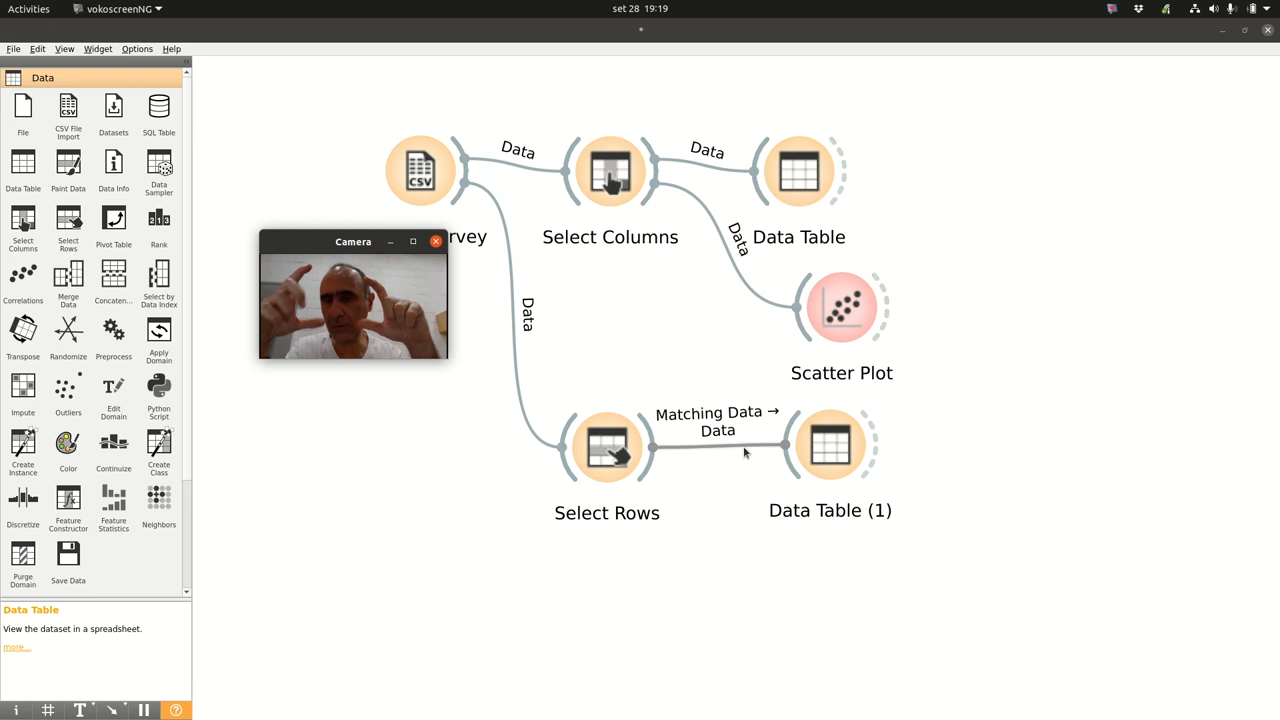 Activities vokoscreenNG set 28 19:19
File Edit View Widget Options Help
Data
File
CSV File Import
Datasets
SQL Table
Data Table
Paint Data
Data Info
Data Sampler
Select Columns
Select Rows
Pivot Table
Rank
Correlations
Merge Data
Concaten...
Select by Data Index
Transpose
Randomize
Preprocess
Apply Domain
Impute
Outliers
Edit Domain
Python Script
Create Instance
Color
Continuize
Create Class
Discretize
Feature Constructor
Feature Statistics
Neighbors
Purge Domain
Save Data
Data Table
View the dataset in a spreadsheet.
more...
CSV
Data
Data
rvey
Select Columns
Data
Data Table
Camera
Data
Scatter Plot
Matching Data →
Data
Select Rows
Data Table (1)